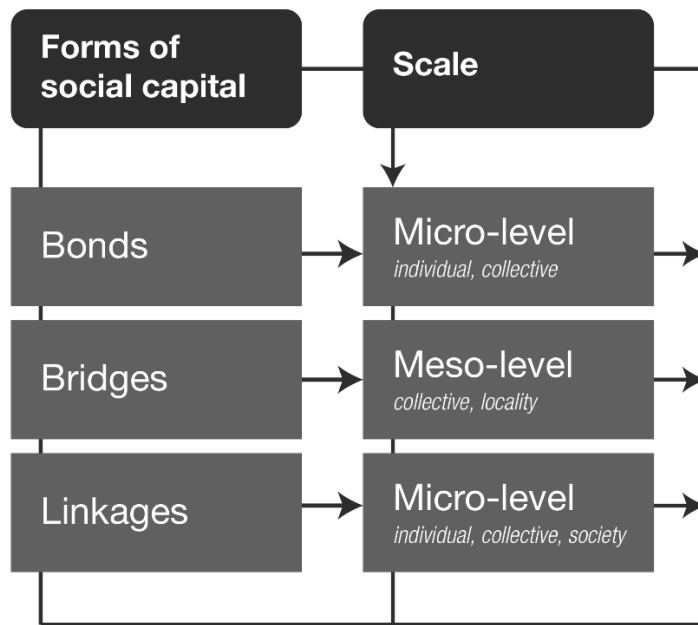 Forms of
social capital
Scale
Bonds
Micro-level
individual, collective
Bridges
Meso-level
collective, locality
Linkages
Micro-level
individual, collective, society